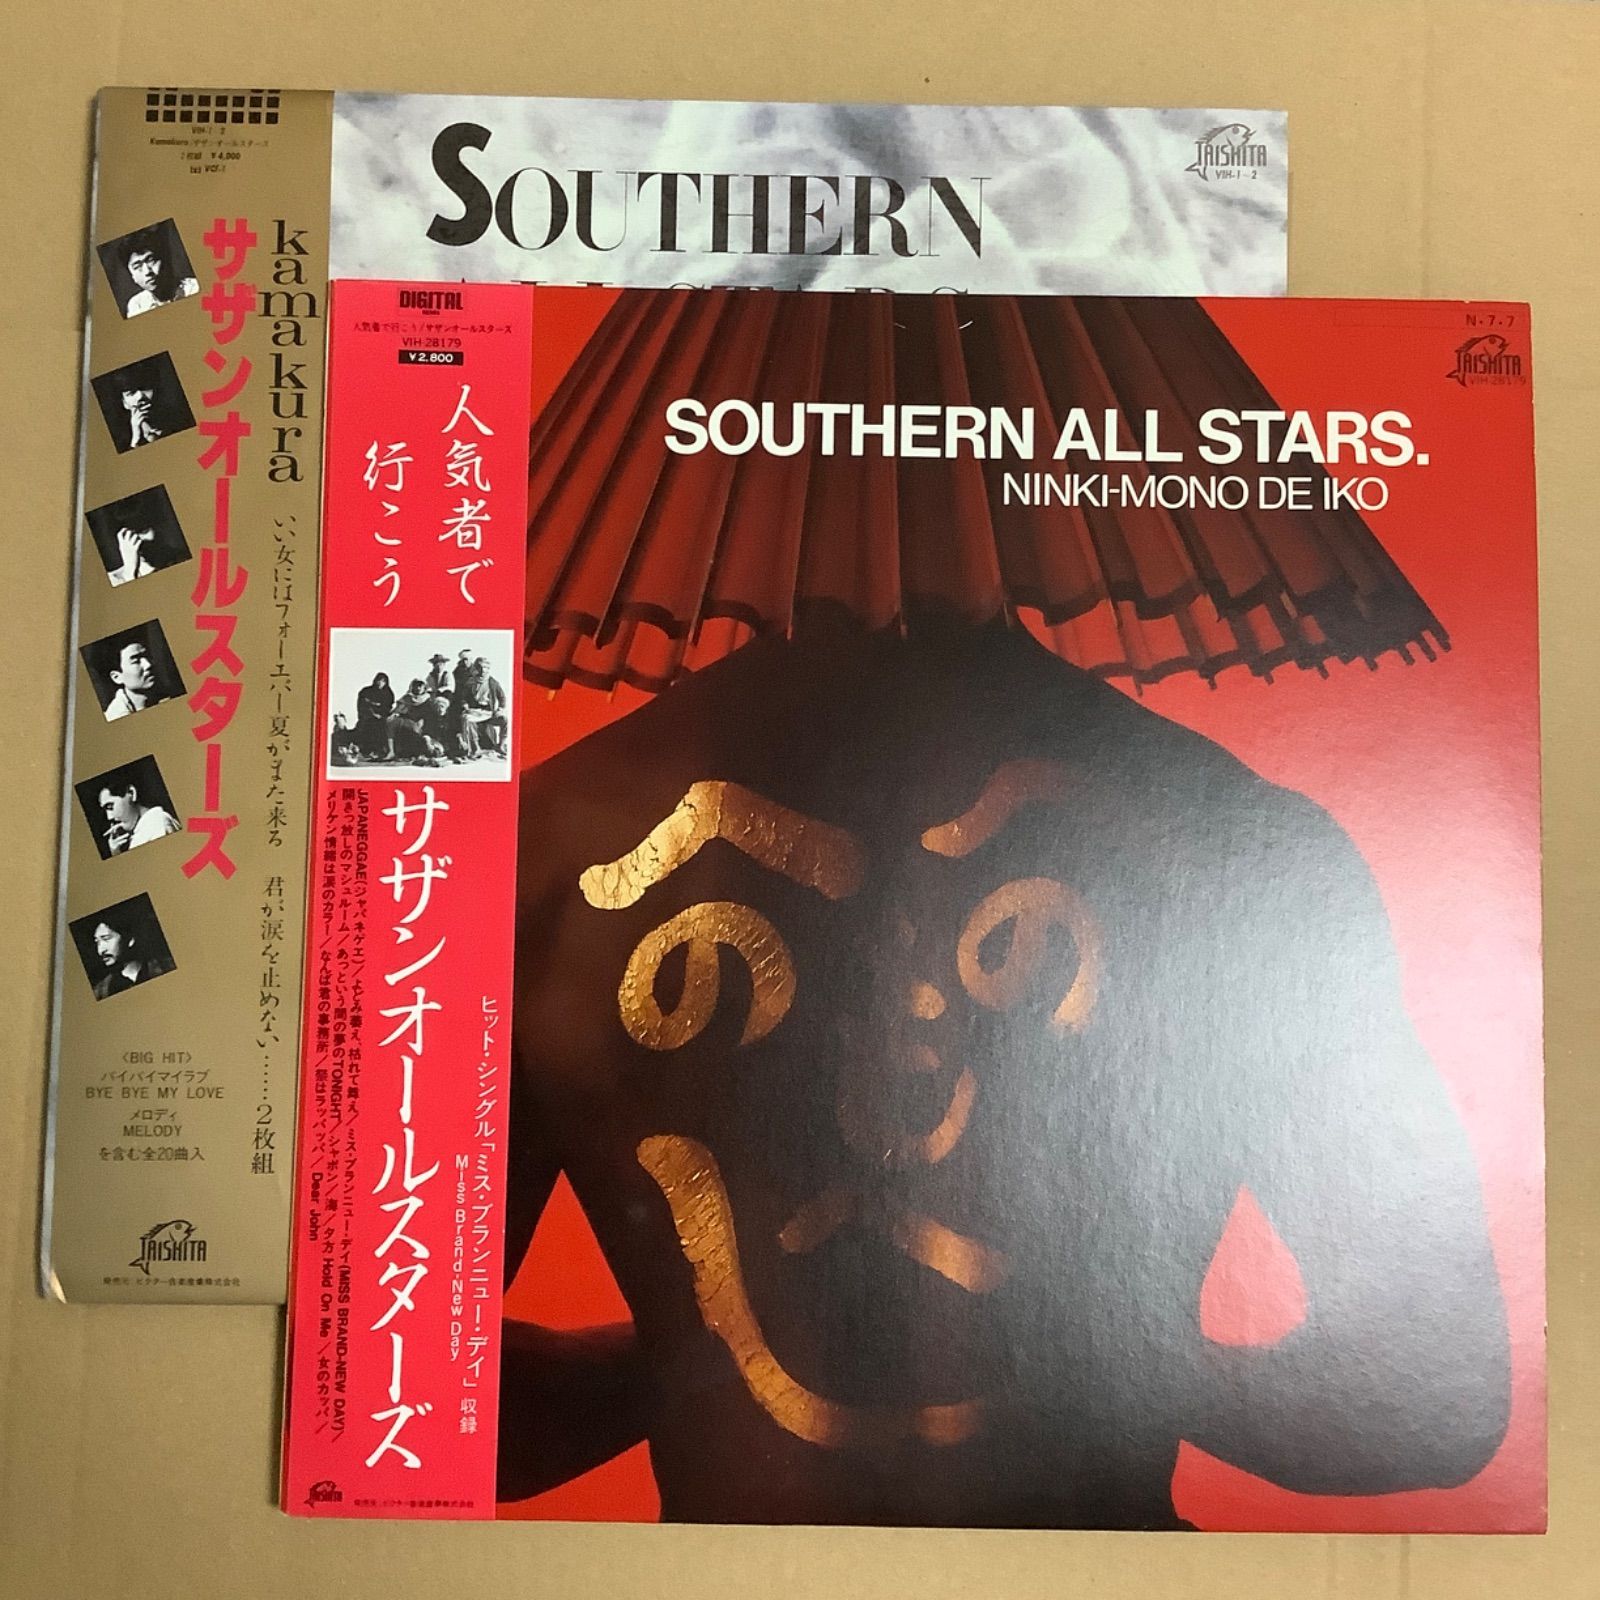 VIH-1~2
Kamakura/サザンオールスターズ
2枚組 ¥4,000
kamakura
サザンオールスターズ
いい女にはフォーエバー夏がまた来る 君が涙を止めない……2枚組
〈BIG HIT〉
バイバイマイラブ
BYE BYE MY LOVE
メロディ
MELODY
を含む全20曲入
TAISHITA
発売元:ビクター音楽産業株式会社
SOUTHERN
ALL STARS
TAISHITA
VIH-1~2
DIGITAL
人気者で行こう/サザンオールスターズ
VIH-28179
¥2,800
人気者で
行こう
サザンオールスターズ
ヒット・シングル「ミス・ブランニュー・デイ」収録
Miss Brand-New Day
JAPANEGGAE(ジャパネゲエ)/よどみ萎え、枯れて舞え/ミス・ブランニュー・デイ(MISS BRAND-NEW DAY)/
開きっ放しのマシュルーム/あっという間の夢のTONIGHT/シャボン/海/夕方 Hold On Me/女のカッパ/
メリケン情緒は涙のカラー/なんば君の事務所/祭はラッパッパ/Dear John
TAISHITA
発売元:ビクター音楽産業株式会社
N・7・7
TAISHITA
VIH-28179
SOUTHERN ALL STARS.
NINKI-MONO DE IKO
へ へ
の の
も
へ